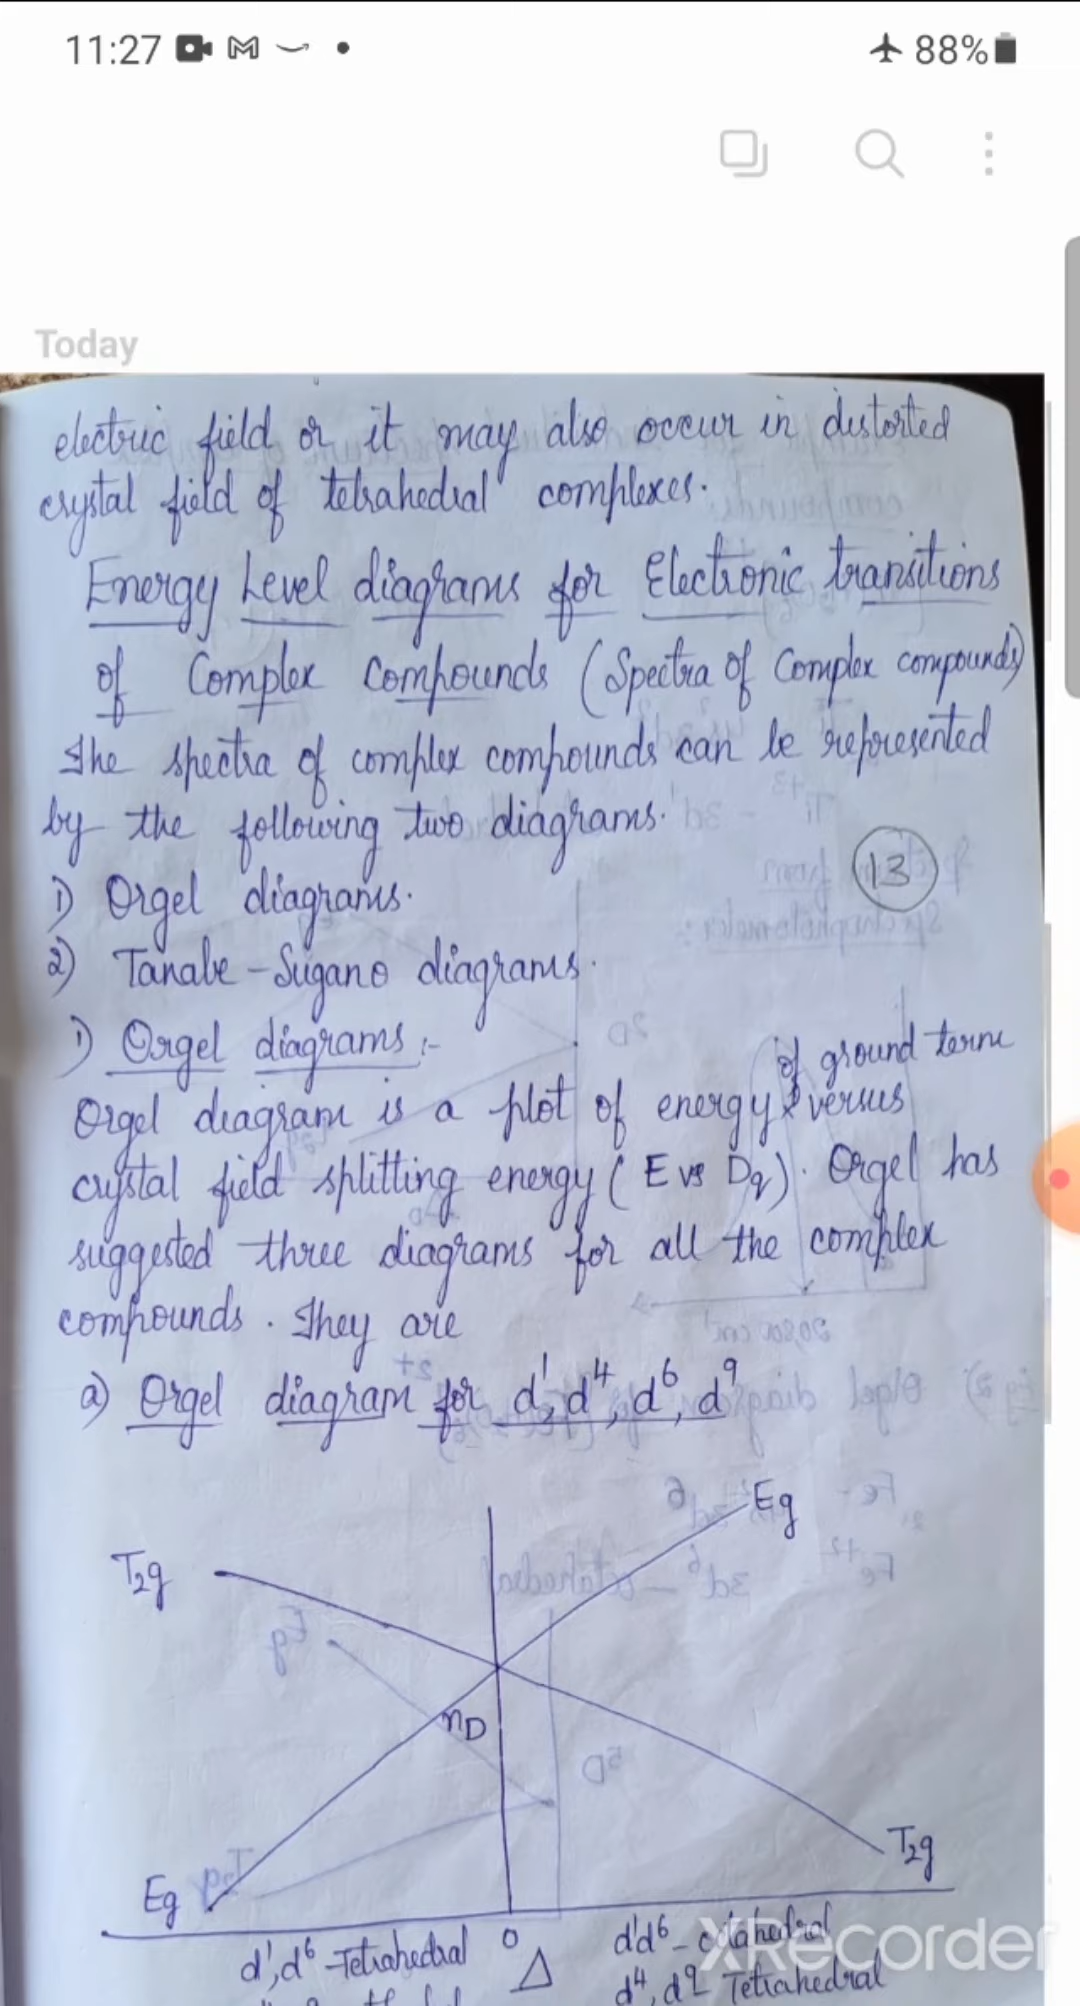 11:27
88%
Today
electric field or it may also occur in distorted
crystal field of tetrahedral complexes.
Energy Level diagrams for Electronic transitions
of Complex Compounds (Spectra of Complex compounds)
The spectra of complex compounds can be represented
by the following two diagrams.
13
1) Orgel diagrams.
2) Tanabe-Sugano diagrams.
1) Orgel diagrams:-
of ground term
Orgel diagram is a plot of energy x versus
crystal field splitting energy (E vs Dq). Orgel has
suggested three diagrams for all the complex
compounds. They are
a) Orgel diagram for d¹, d⁴, d⁶, d⁹
Eg
T₂g
nD
T₂g
Eg
d¹, d⁶ - Tetrahedral
0
Δ
d¹d⁶ - octahedral
d⁴, d⁹ Tetrahedral
XRecorder